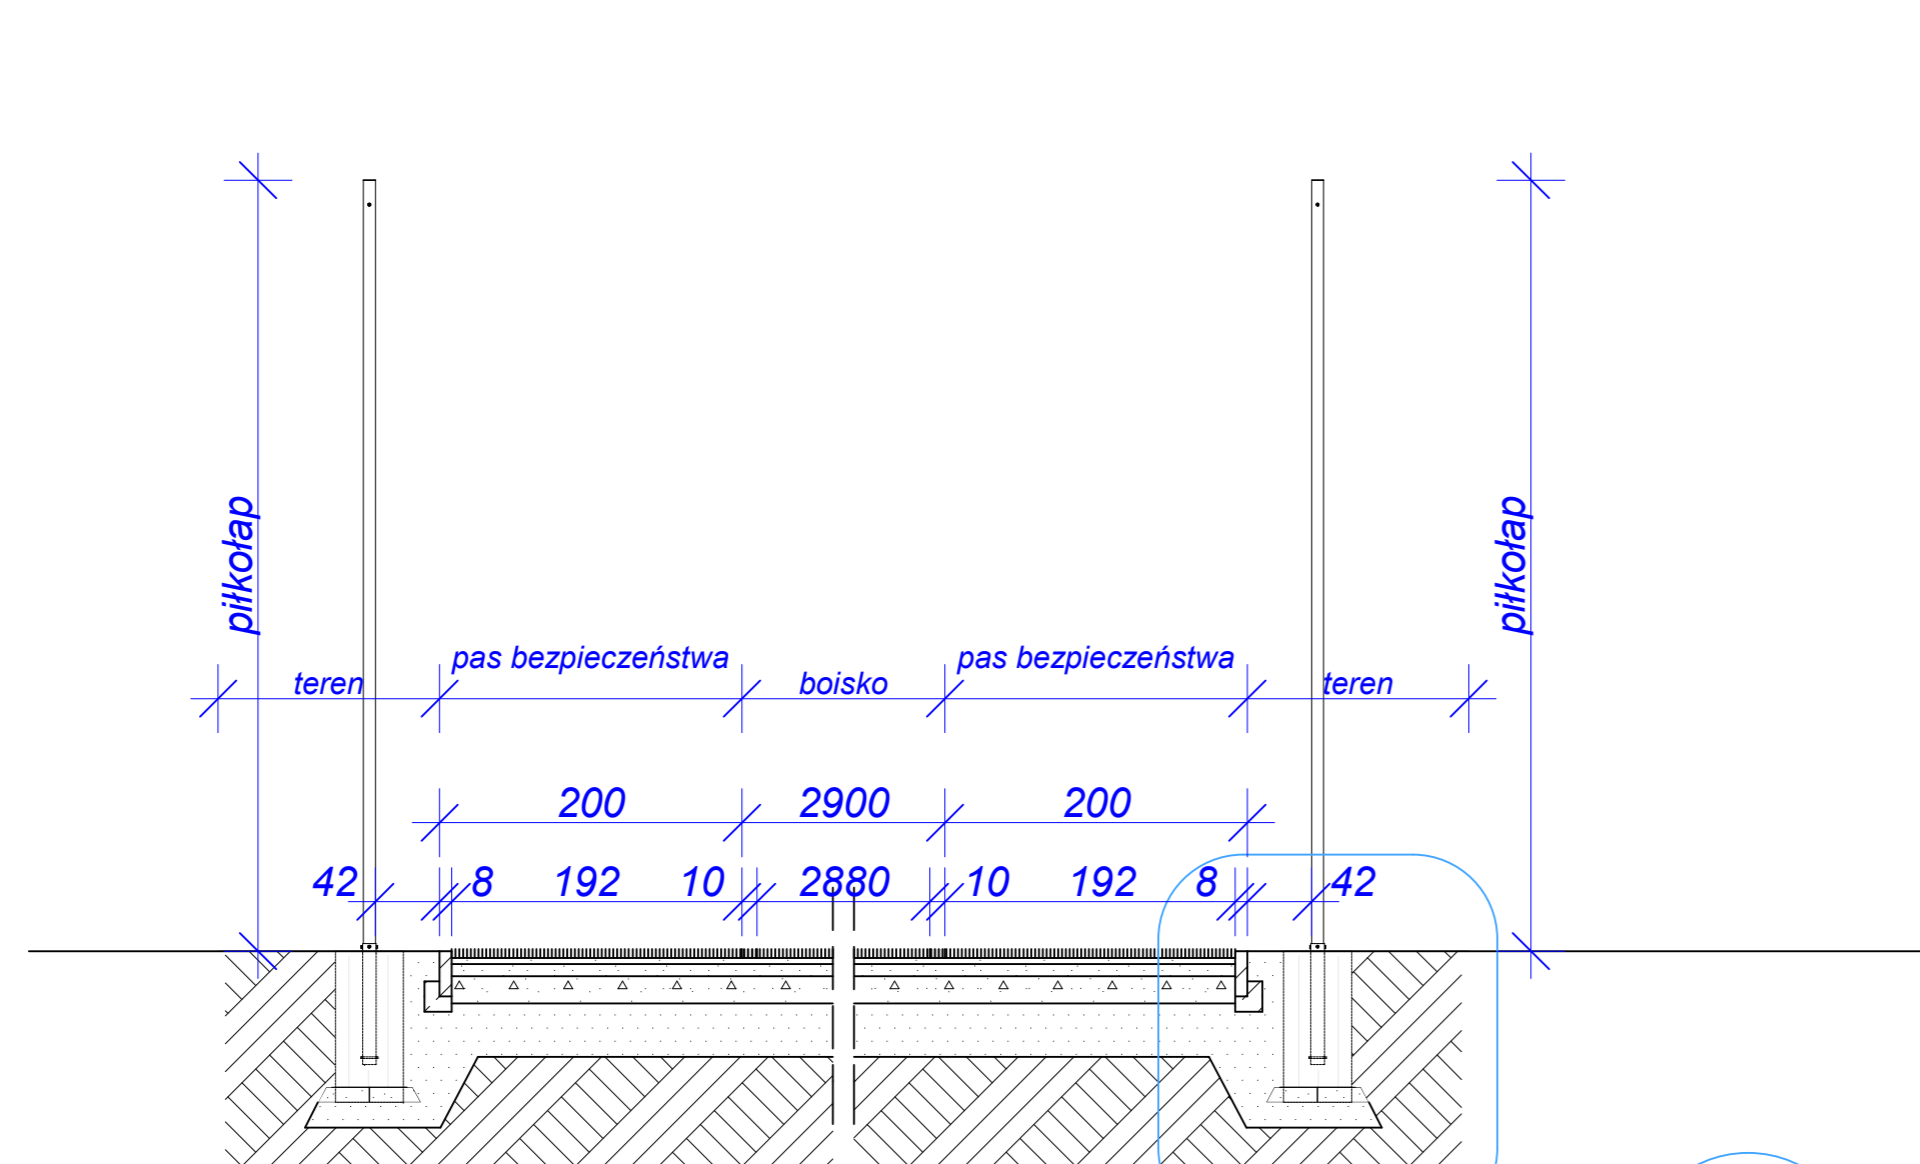 piłkołap
piłkołap
pas bezpieczeństwa pas bezpieczeństwa
teren boisko teren
200 2900 200
42 8 192 10 2880 10 192 8 42